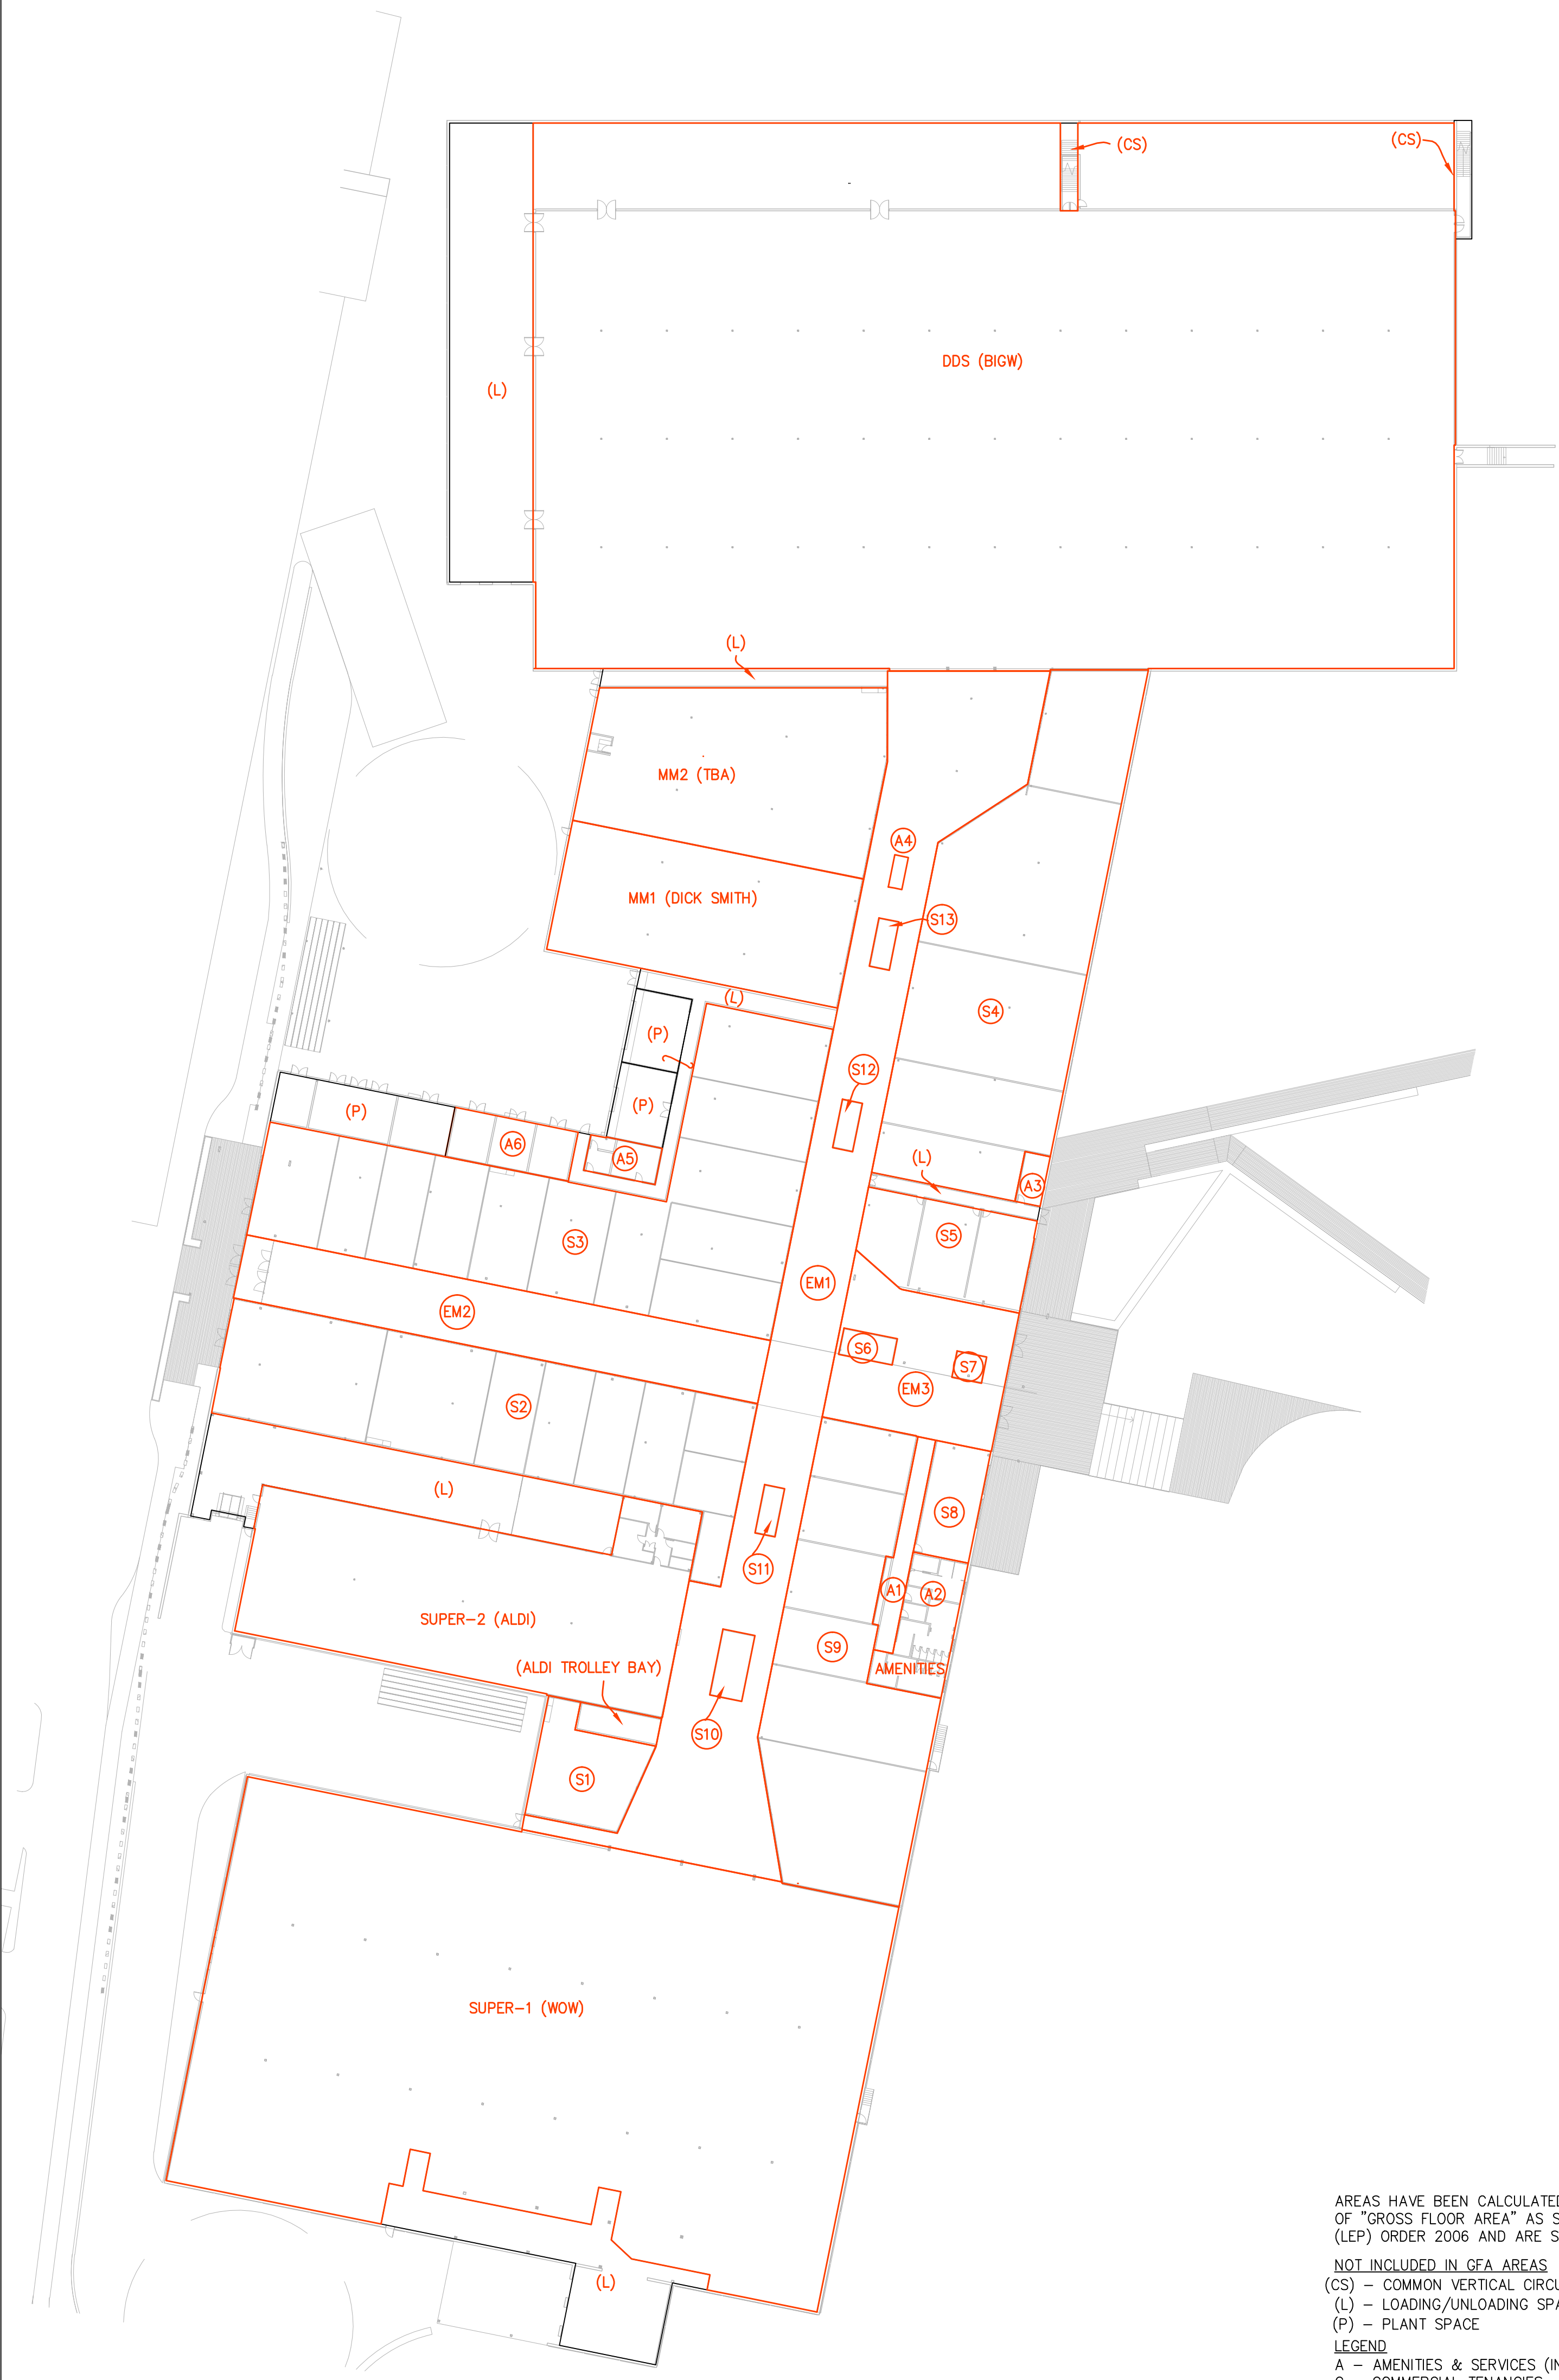 (CS)
(CS)
DDS (BIGW)
(L)
(L)
MM2 (TBA)
A4
MM1 (DICK SMITH)
S13
(L)
S4
(P)
S12
(P)
(P)
A6
A5
(L)
A3
S3
S5
EM1
EM2
S6
S7
EM3
S2
(L)
S8
S11
A1
A2
SUPER-2 (ALDI)
S9
(ALDI TROLLEY BAY)
AMENITIES
S10
S1
SUPER-1 (WOW)
(L)
AREAS HAVE BEEN CALCULATED
OF "GROSS FLOOR AREA" AS S
(LEP) ORDER 2006 AND ARE S
NOT INCLUDED IN GFA AREAS
(CS) – COMMON VERTICAL CIRCU
(L) – LOADING/UNLOADING SPA
(P) – PLANT SPACE
LEGEND
A – AMENITIES & SERVICES (IN